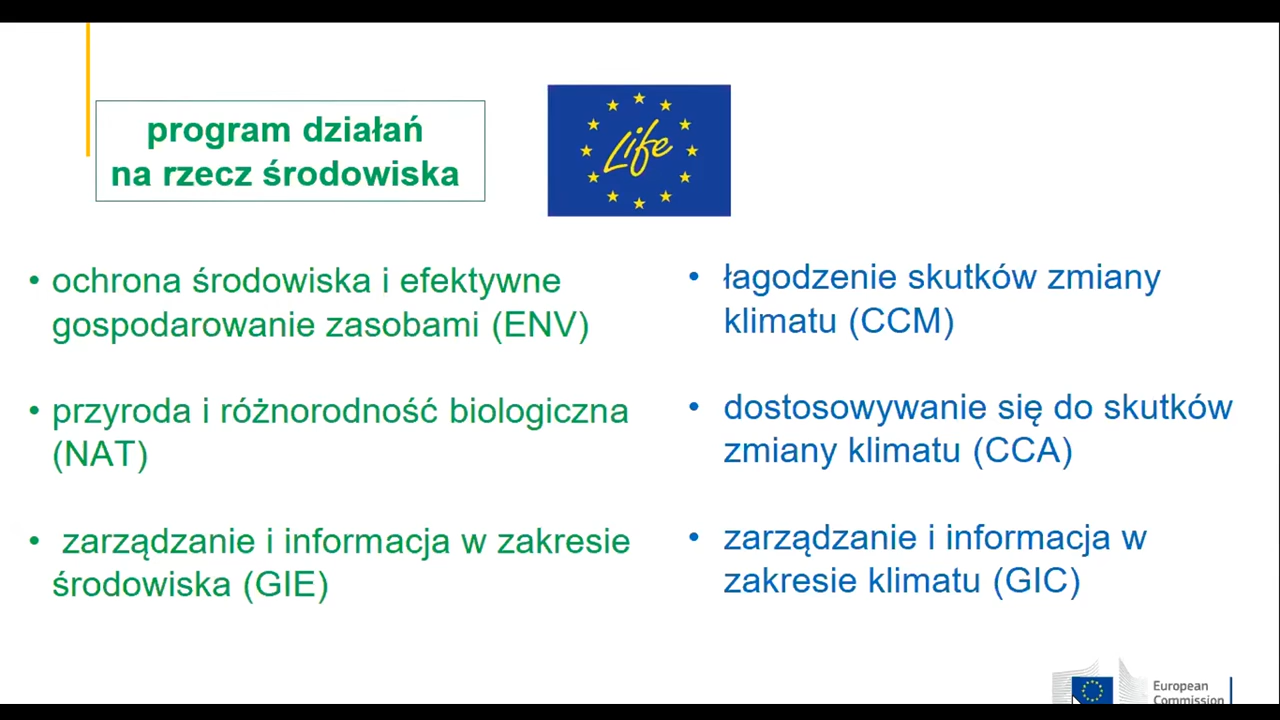 program działań
na rzecz środowiska
Life
• ochrona środowiska i efektywne
gospodarowanie zasobami (ENV)
• przyroda i różnorodność biologiczna
(NAT)
• zarządzanie i informacja w zakresie
środowiska (GIE)
• łagodzenie skutków zmiany
klimatu (CCM)
• dostosowywanie się do skutków
zmiany klimatu (CCA)
• zarządzanie i informacja w
zakresie klimatu (GIC)
European
Commission